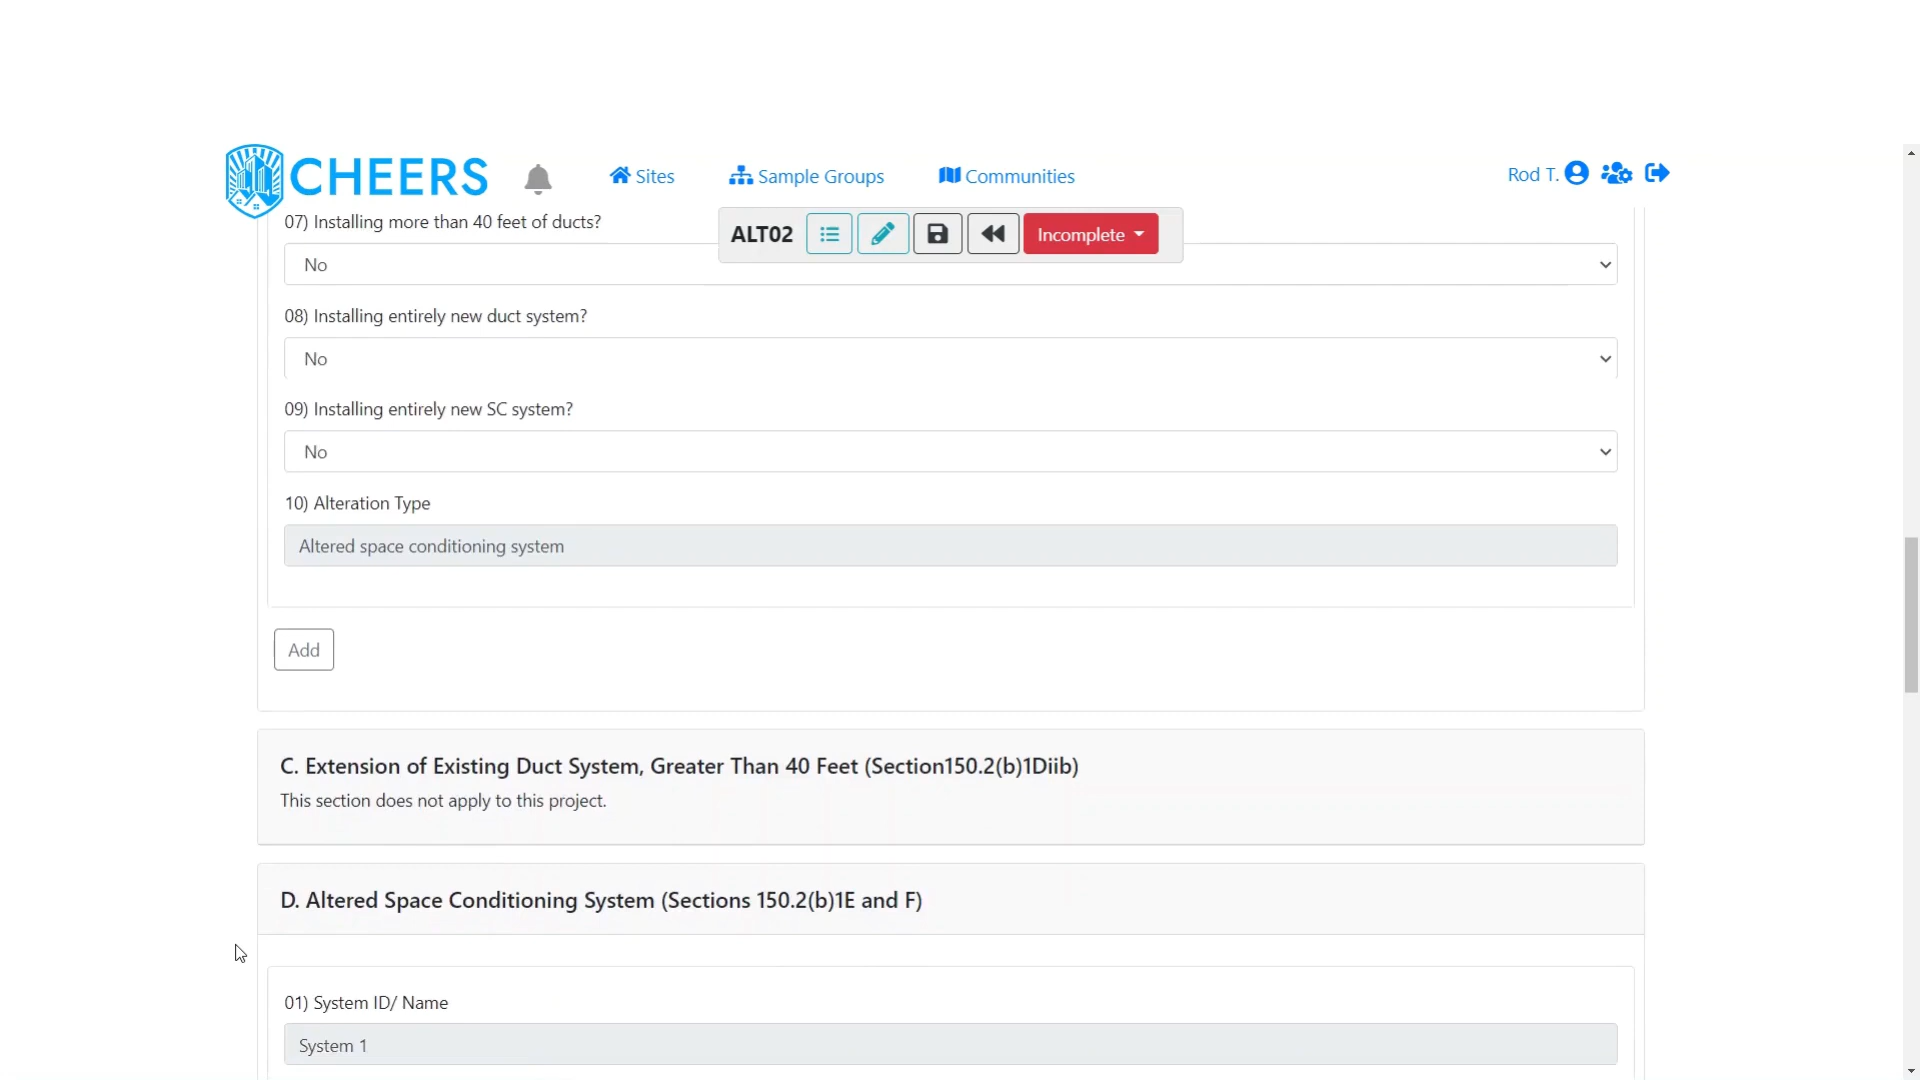 CHEERS
Sites
Sample Groups
Communities
Rod T.
07) Installing more than 40 feet of ducts?
ALT02
Incomplete
No
08) Installing entirely new duct system?
No
09) Installing entirely new SC system?
No
10) Alteration Type
Altered space conditioning system
Add
C. Extension of Existing Duct System, Greater Than 40 Feet (Section150.2(b)1Diib)
This section does not apply to this project.
D. Altered Space Conditioning System (Sections 150.2(b)1E and F)
01) System ID/ Name
System 1